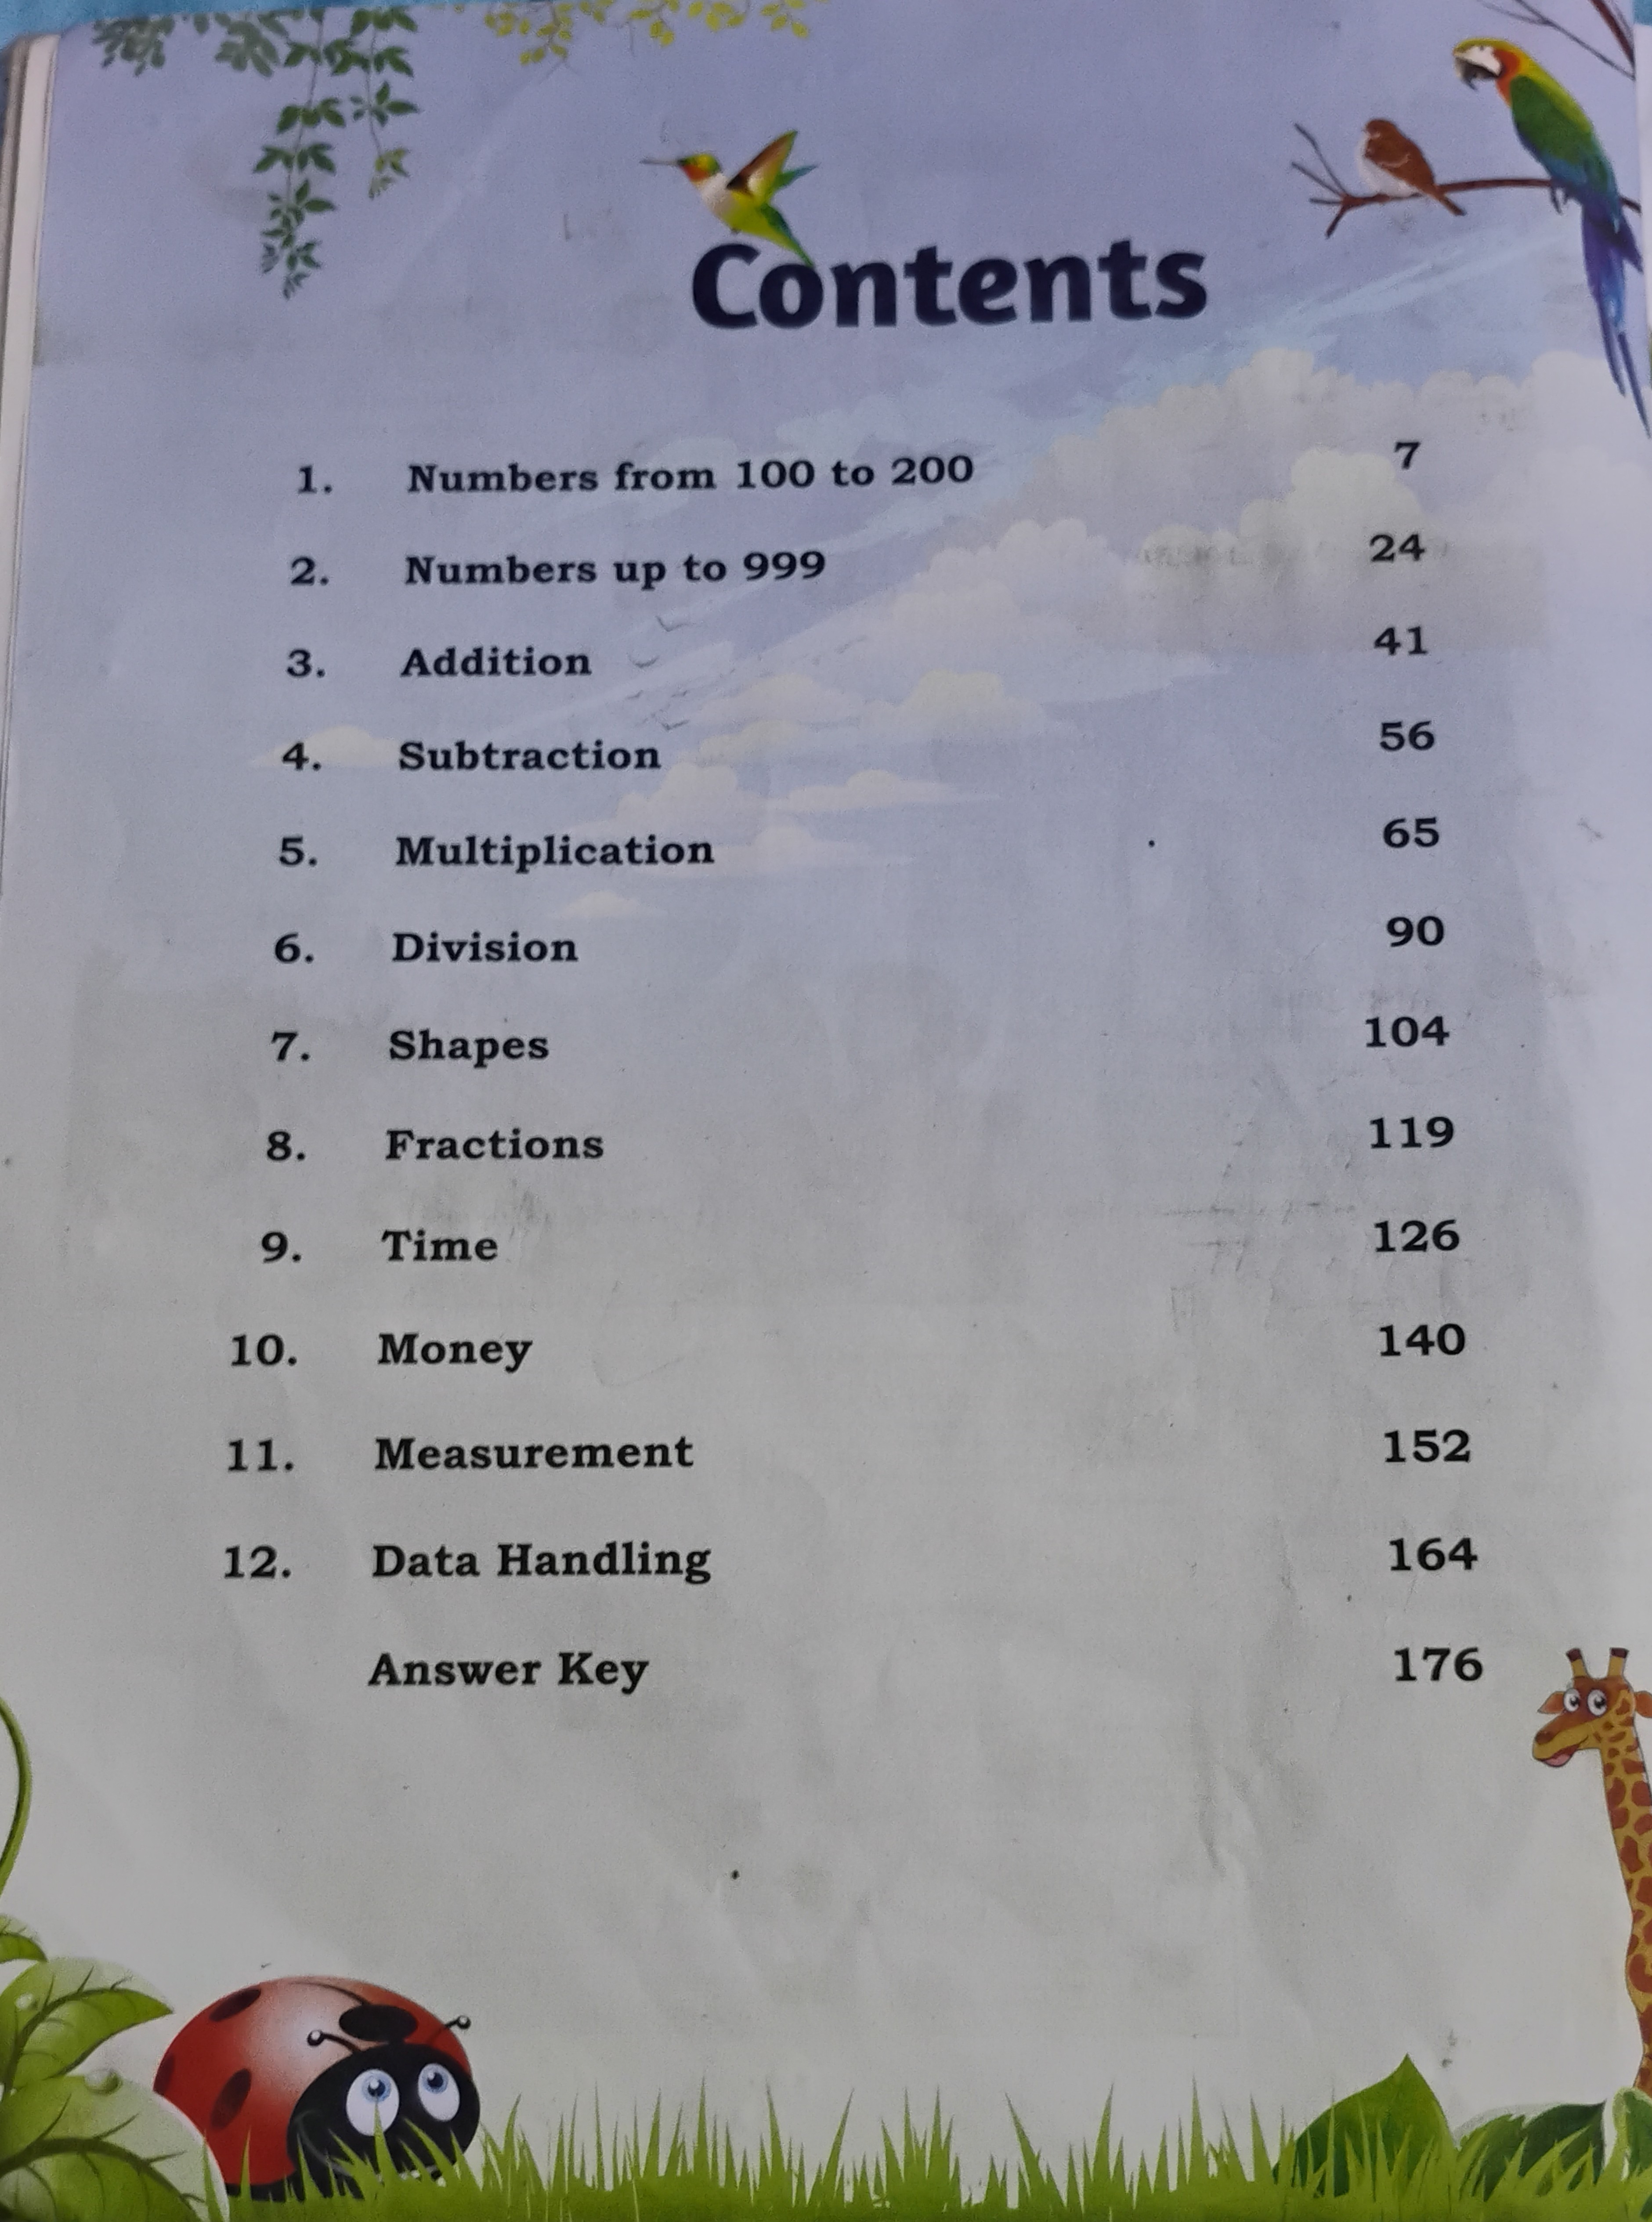 Contents
1. Numbers from 100 to 200 7
2. Numbers up to 999 24
3. Addition 41
4. Subtraction 56
5. Multiplication 65
6. Division 90
7. Shapes 104
8. Fractions 119
9. Time 126
10. Money 140
11. Measurement 152
12. Data Handling 164
Answer Key 176